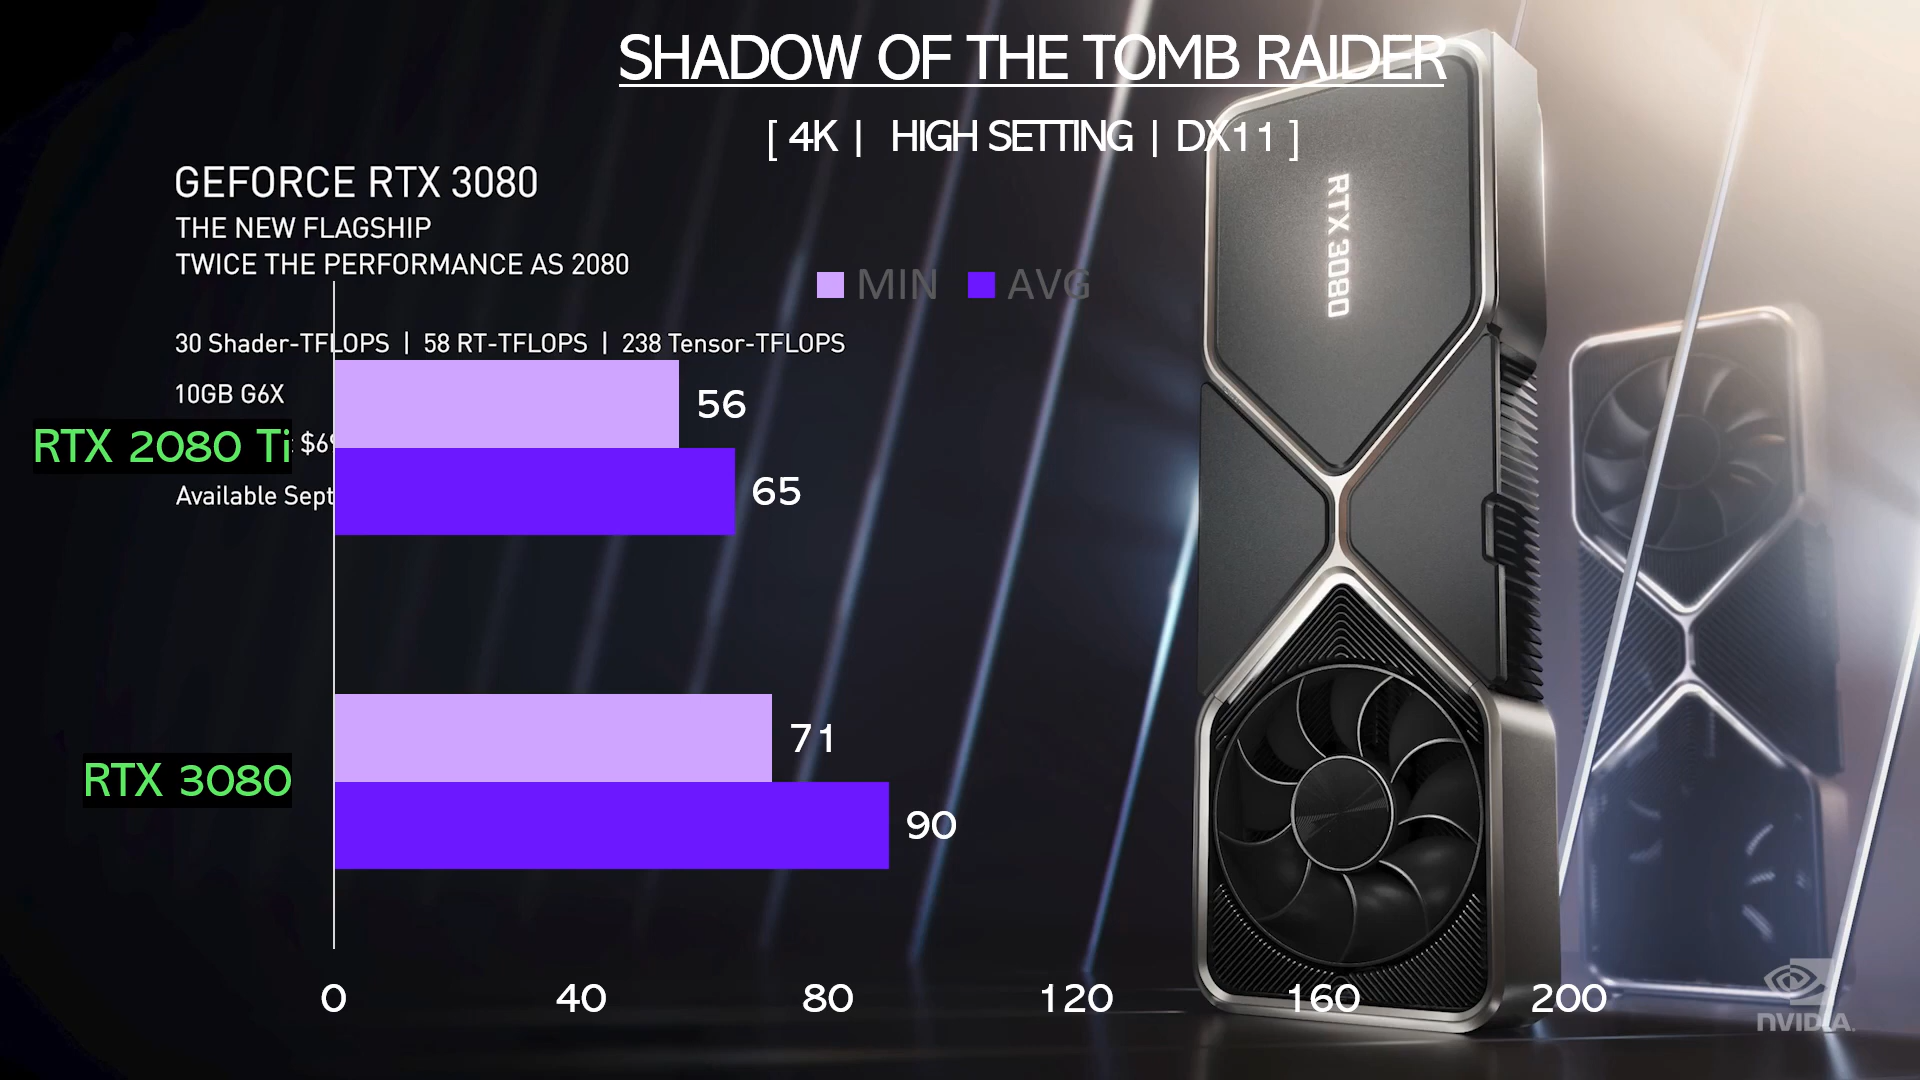 SHADOW OF THE TOMB RAIDER
[ 4K | HIGH SETTING | DX11 ]
GEFORCE RTX 3080
THE NEW FLAGSHIP
TWICE THE PERFORMANCE AS 2080
MIN AVG
30 Shader-TFLOPS | 58 RT-TFLOPS | 238 Tensor-TFLOPS
10GB G6X
56
RTX 2080 Ti
65
Available Sept
71
RTX 3080
90
0 40 80 120 160 200
RTX 3080
NVIDIA